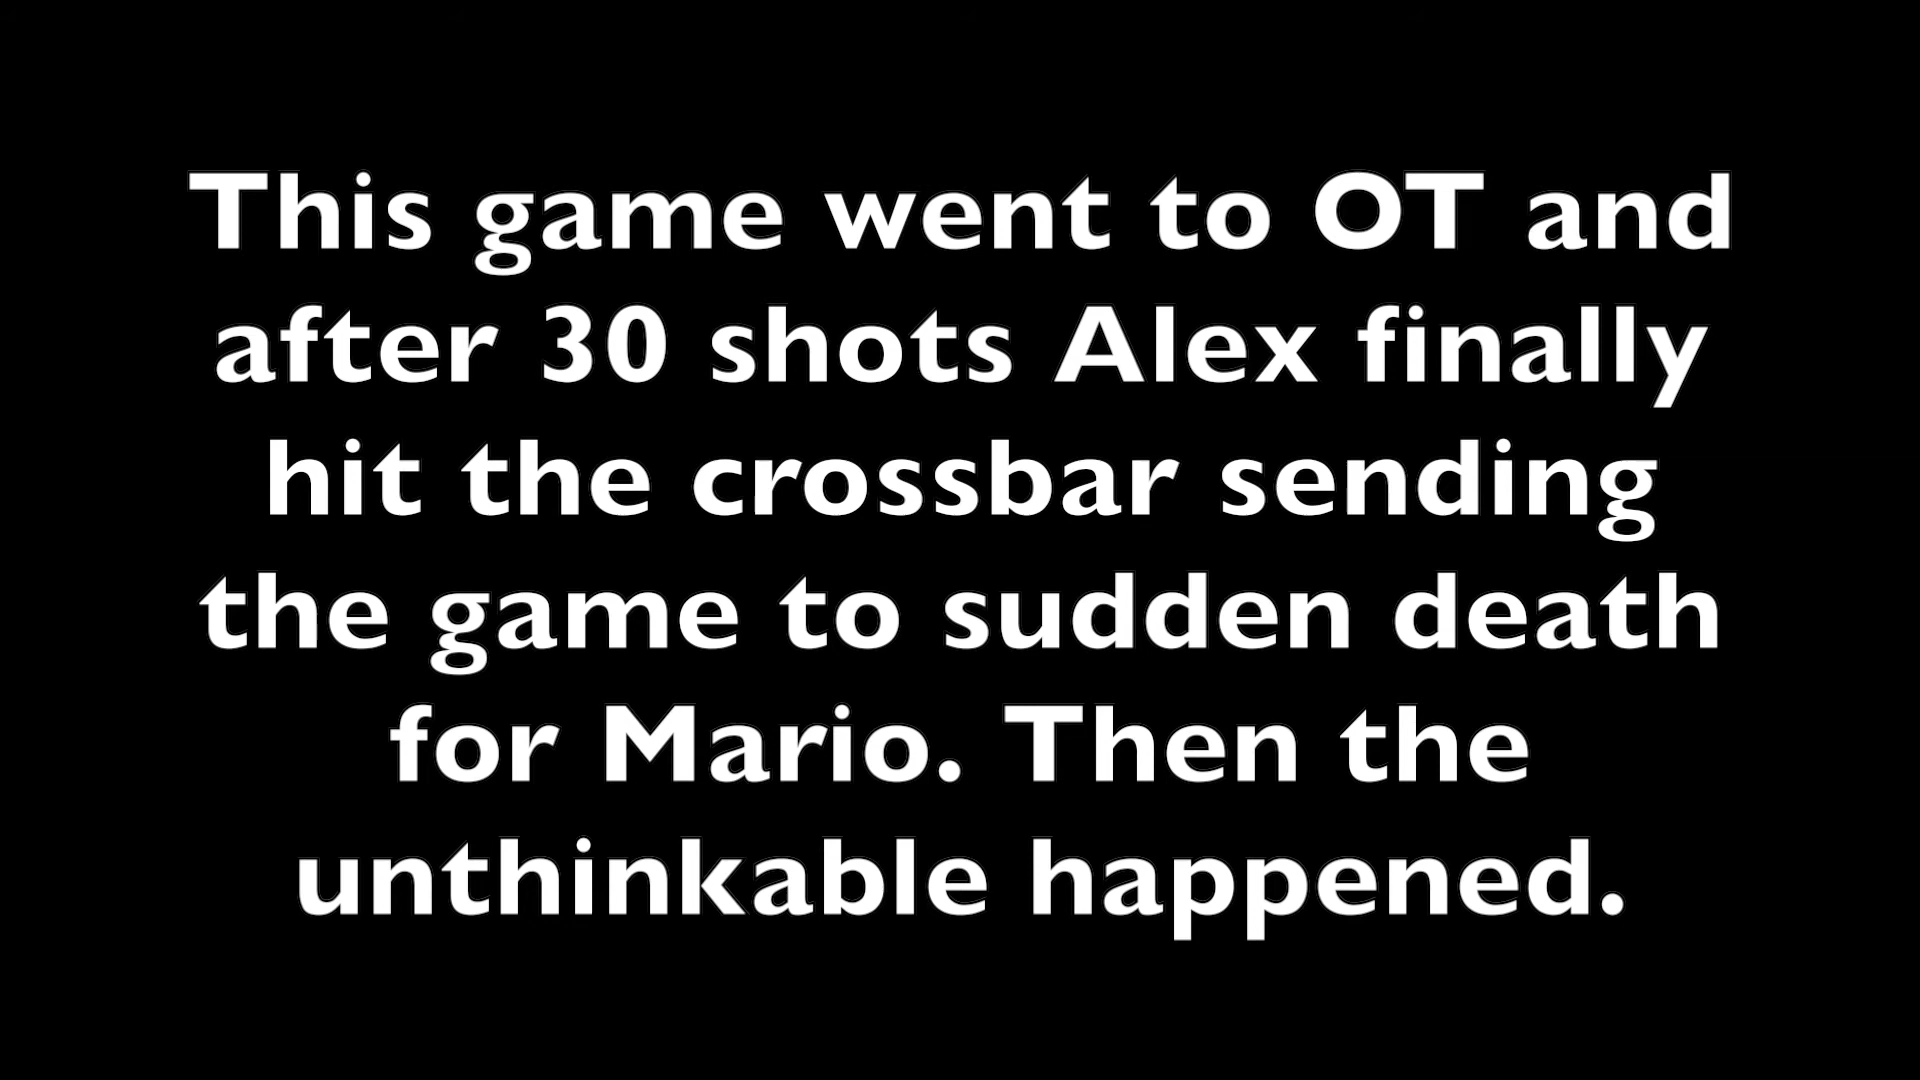 This game went to OT and
after 30 shots Alex finally
hit the crossbar sending
the game to sudden death
for Mario. Then the
unthinkable happened.